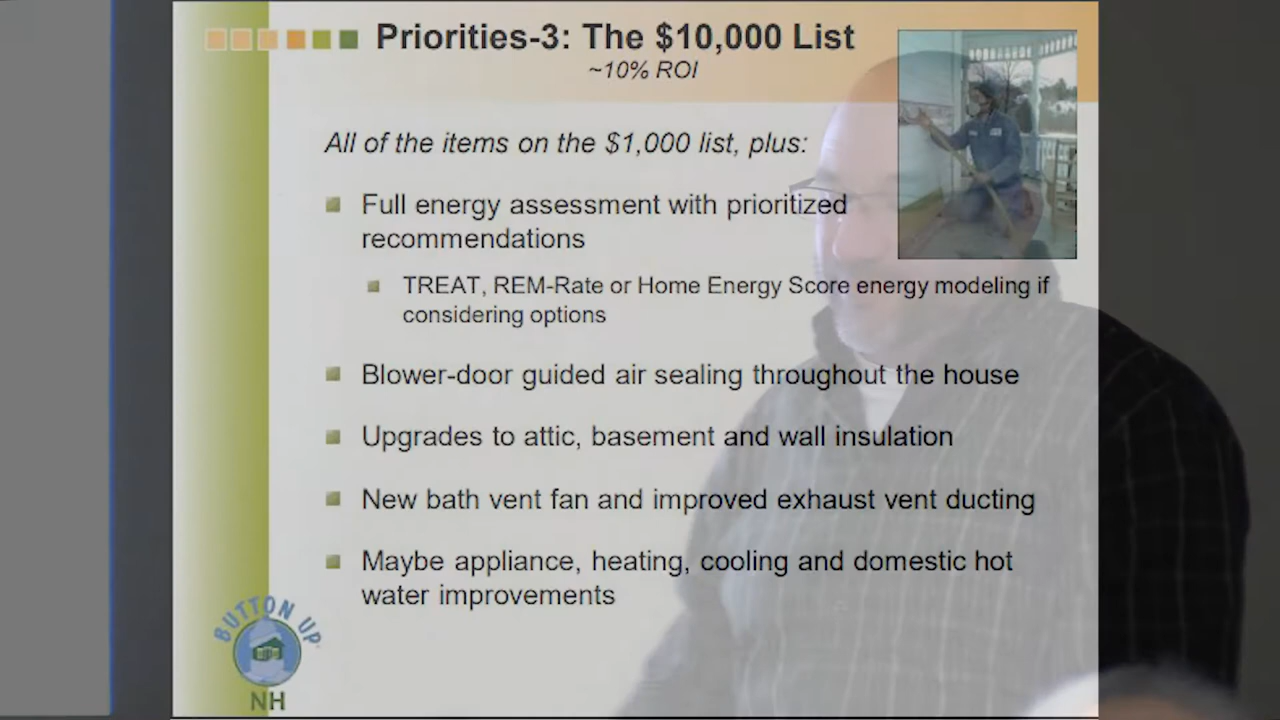 Priorities-3: The $10,000 List
~10% ROI
All of the items on the $1,000 list, plus:
Full energy assessment with prioritized
recommendations
TREAT, REM-Rate or Home Energy Score energy modeling if
considering options
Blower-door guided air sealing throughout the house
Upgrades to attic, basement and wall insulation
New bath vent fan and improved exhaust vent ducting
Maybe appliance, heating, cooling and domestic hot
water improvements
BUTTON UP
NH